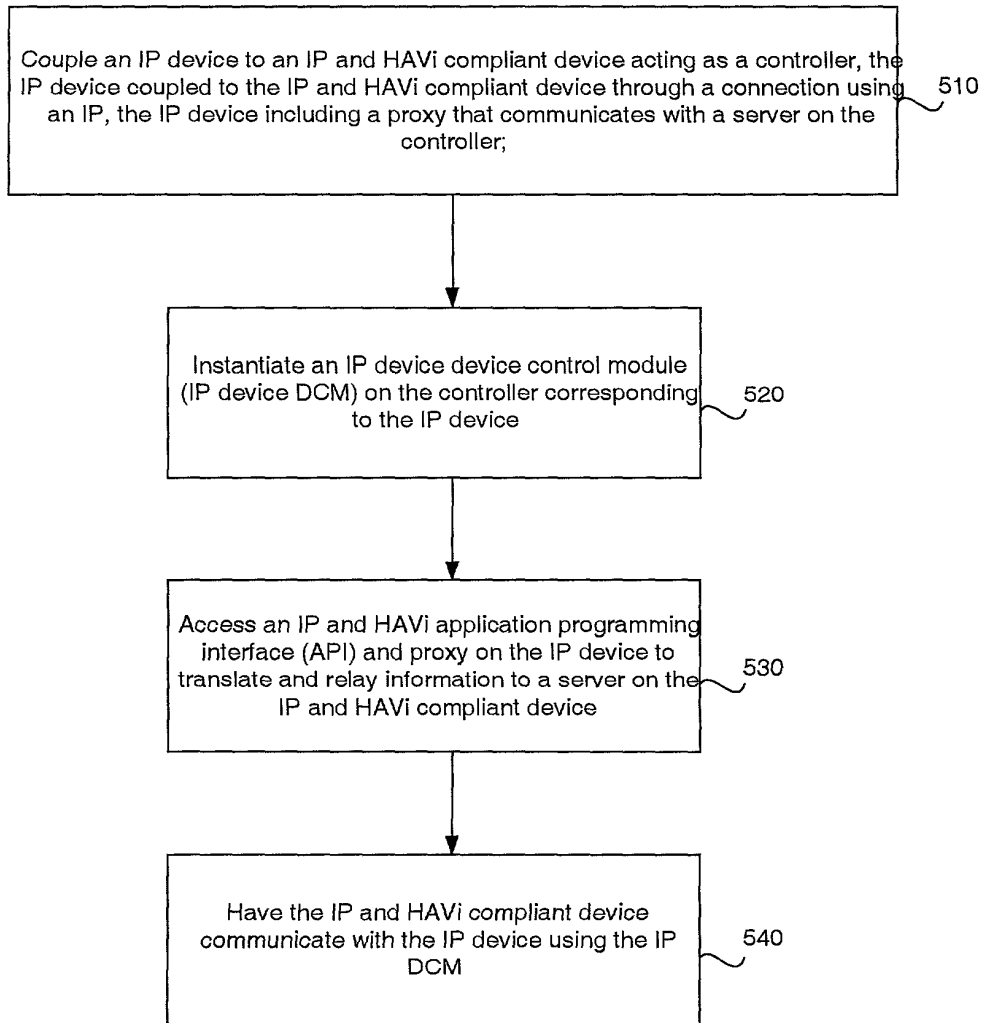 Couple an IP device to an IP and HAVi compliant device acting as a controller, the
IP device coupled to the IP and HAVi compliant device through a connection using
an IP, the IP device including a proxy that communicates with a server on the
controller;
510
Instantiate an IP device device control module
(IP device DCM) on the controller corresponding
to the IP device
520
Access an IP and HAVi application programming
interface (API) and proxy on the IP device to
translate and relay information to a server on the
IP and HAVi compliant device
530
Have the IP and HAVi compliant device
communicate with the IP device using the IP
DCM
540